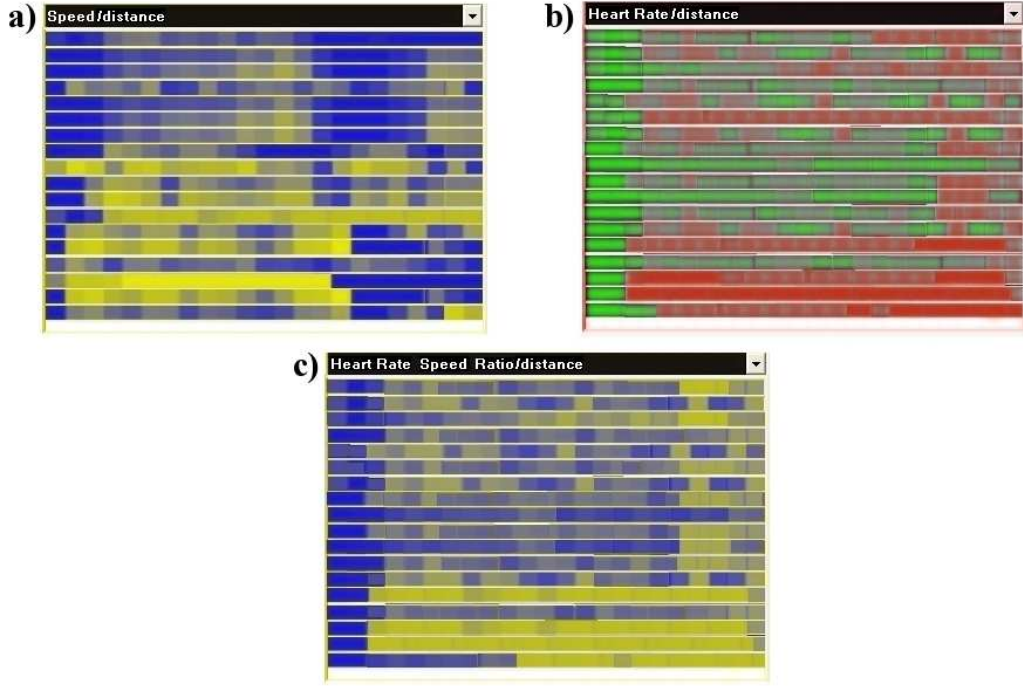 a) Speed/distance
b) Heart Rate/distance
c) Heart Rate Speed Ratio/distance